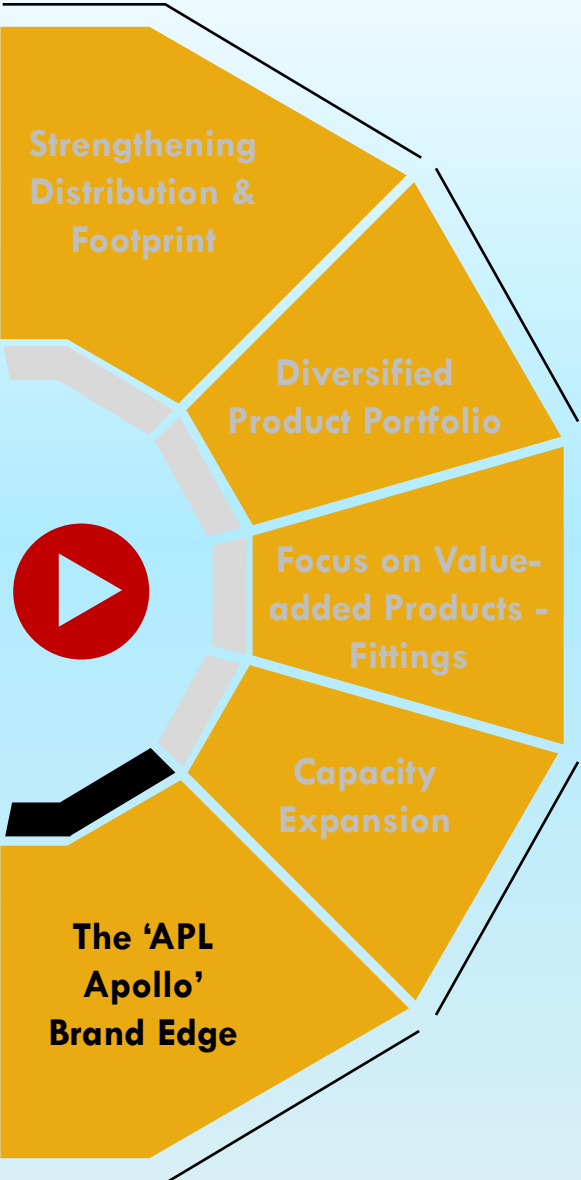 Strengthening
Distribution &
Footprint
Diversified
Product Portfolio
Focus on Value-
added Products -
Fittings
Capacity
Expansion
The ‘APL
Apollo’
Brand Edge